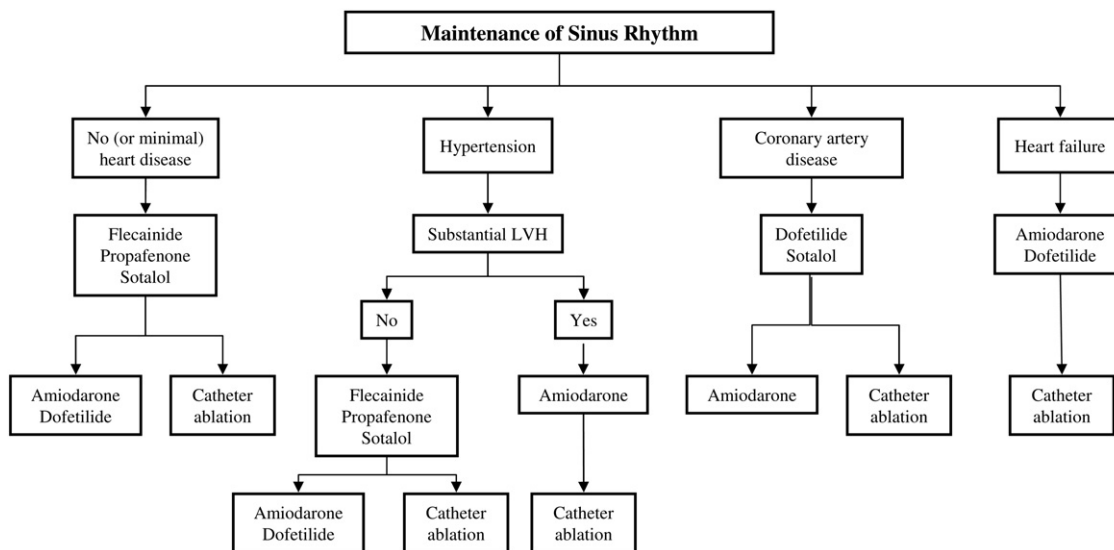 Maintenance of Sinus Rhythm
No (or minimal)
heart disease
Hypertension
Coronary artery
disease
Heart failure
Flecainide
Propafenone
Sotalol
Substantial LVH
Dofetilide
Sotalol
Amiodarone
Dofetilide
No
Yes
Amiodarone
Dofetilide
Catheter
ablation
Flecainide
Propafenone
Sotalol
Amiodarone
Amiodarone
Catheter
ablation
Catheter
ablation
Amiodarone
Dofetilide
Catheter
ablation
Catheter
ablation